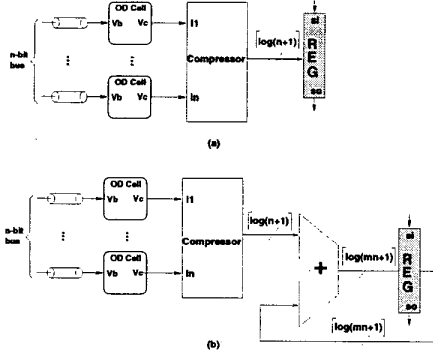 OD Cell
Vb Vc
I1
⌈log(n+1)⌉
si
n-bit
bus
Compressor
REG
OD Cell
Vb Vc
In
so
(a)
OD Cell
Vb Vc
I1
⌈log(n+1)⌉
si
n-bit
bus
Compressor
+
⌈log(mn+1)⌉
REG
OD Cell
Vb Vc
In
so
⌈log(mn+1)⌉
(b)